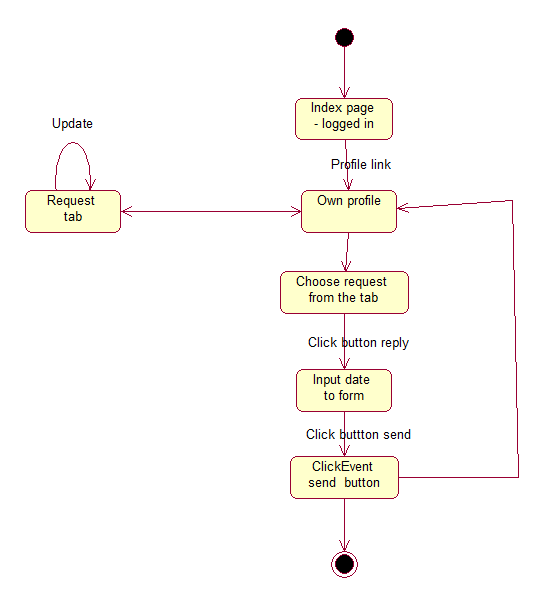 Index page
- logged in
Profile link
Update
Request
tab
Own profile
Choose request
from the tab
Click button reply
Input date
to form
Click buttton send
ClickEvent
send  button